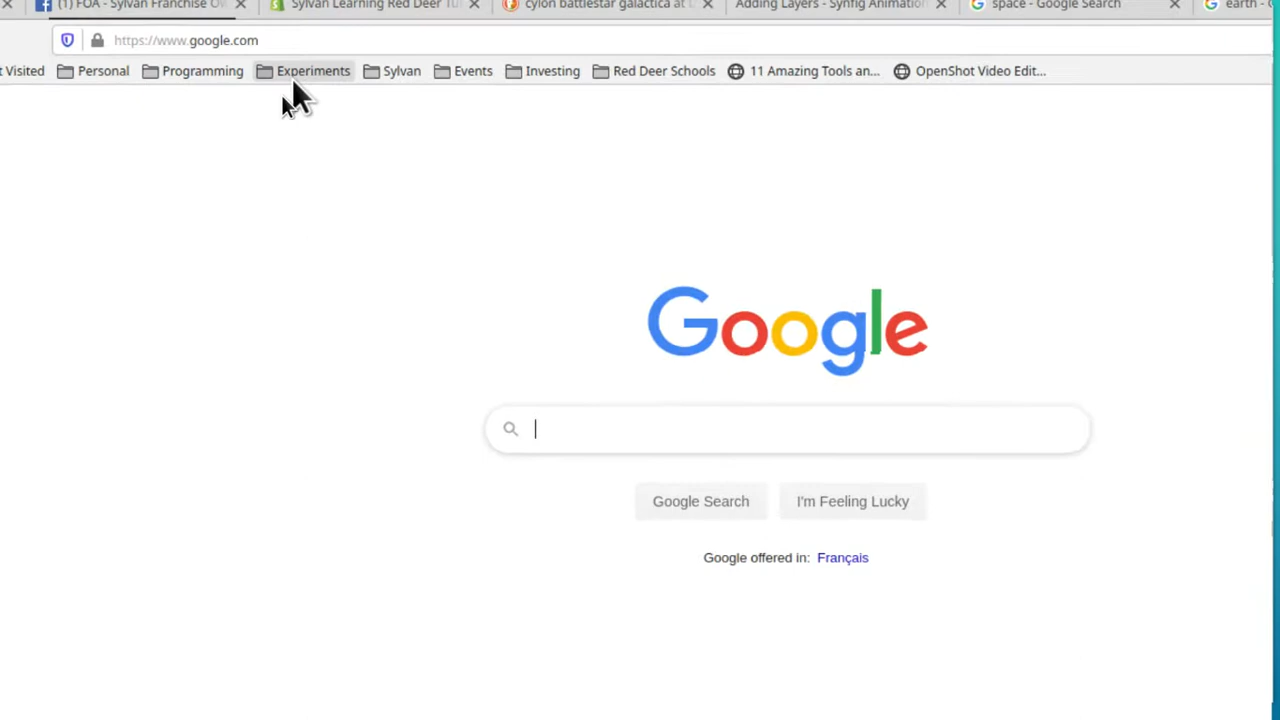 (1) FOA - Sylvan Franchise Ow
Sylvan Learning Red Deer Tu
cylon battlestar galactica at
Adding Layers - Synfig Animation
space - Google Search
earth -
https://www.google.com
t Visited
Personal
Programming
Experiments
Sylvan
Events
Investing
Red Deer Schools
11 Amazing Tools an...
OpenShot Video Edit...
Google
Google Search
I'm Feeling Lucky
Google offered in: Français